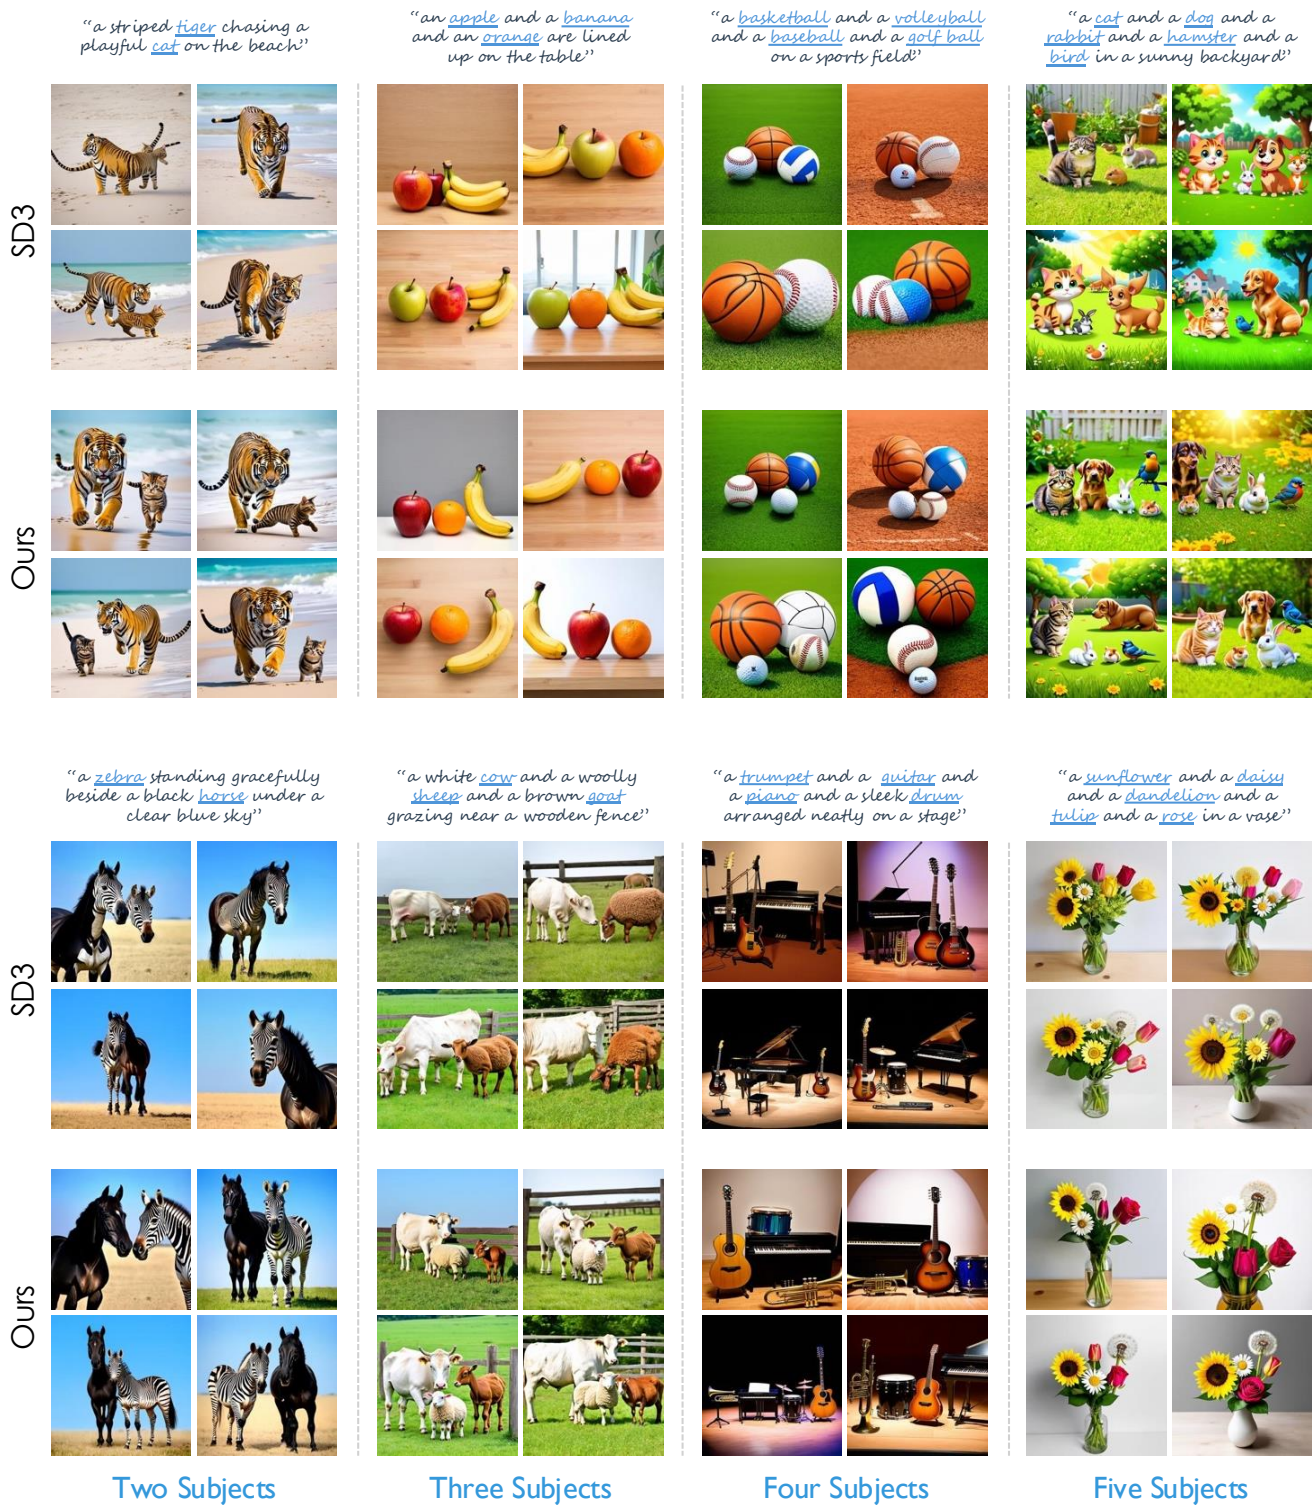 “a striped tiger chasing a
playful cat on the beach”
“an apple and a banana
and an orange are lined
up on the table”
“a basketball and a volleyball
and a baseball and a golf ball
on a sports field”
“a cat and a dog and a
rabbit and a hamster and a
bird in a sunny backyard”
SD3
Ours
“a zebra standing gracefully
beside a black horse under a
clear blue sky”
“a white cow and a woolly
sheep and a brown goat
grazing near a wooden fence”
“a trumpet and a guitar and
a piano and a sleek drum
arranged neatly on a stage”
“a sunflower and a daisy
and a dandelion and a
tulip and a rose in a vase”
SD3
Ours
Two Subjects
Three Subjects
Four Subjects
Five Subjects